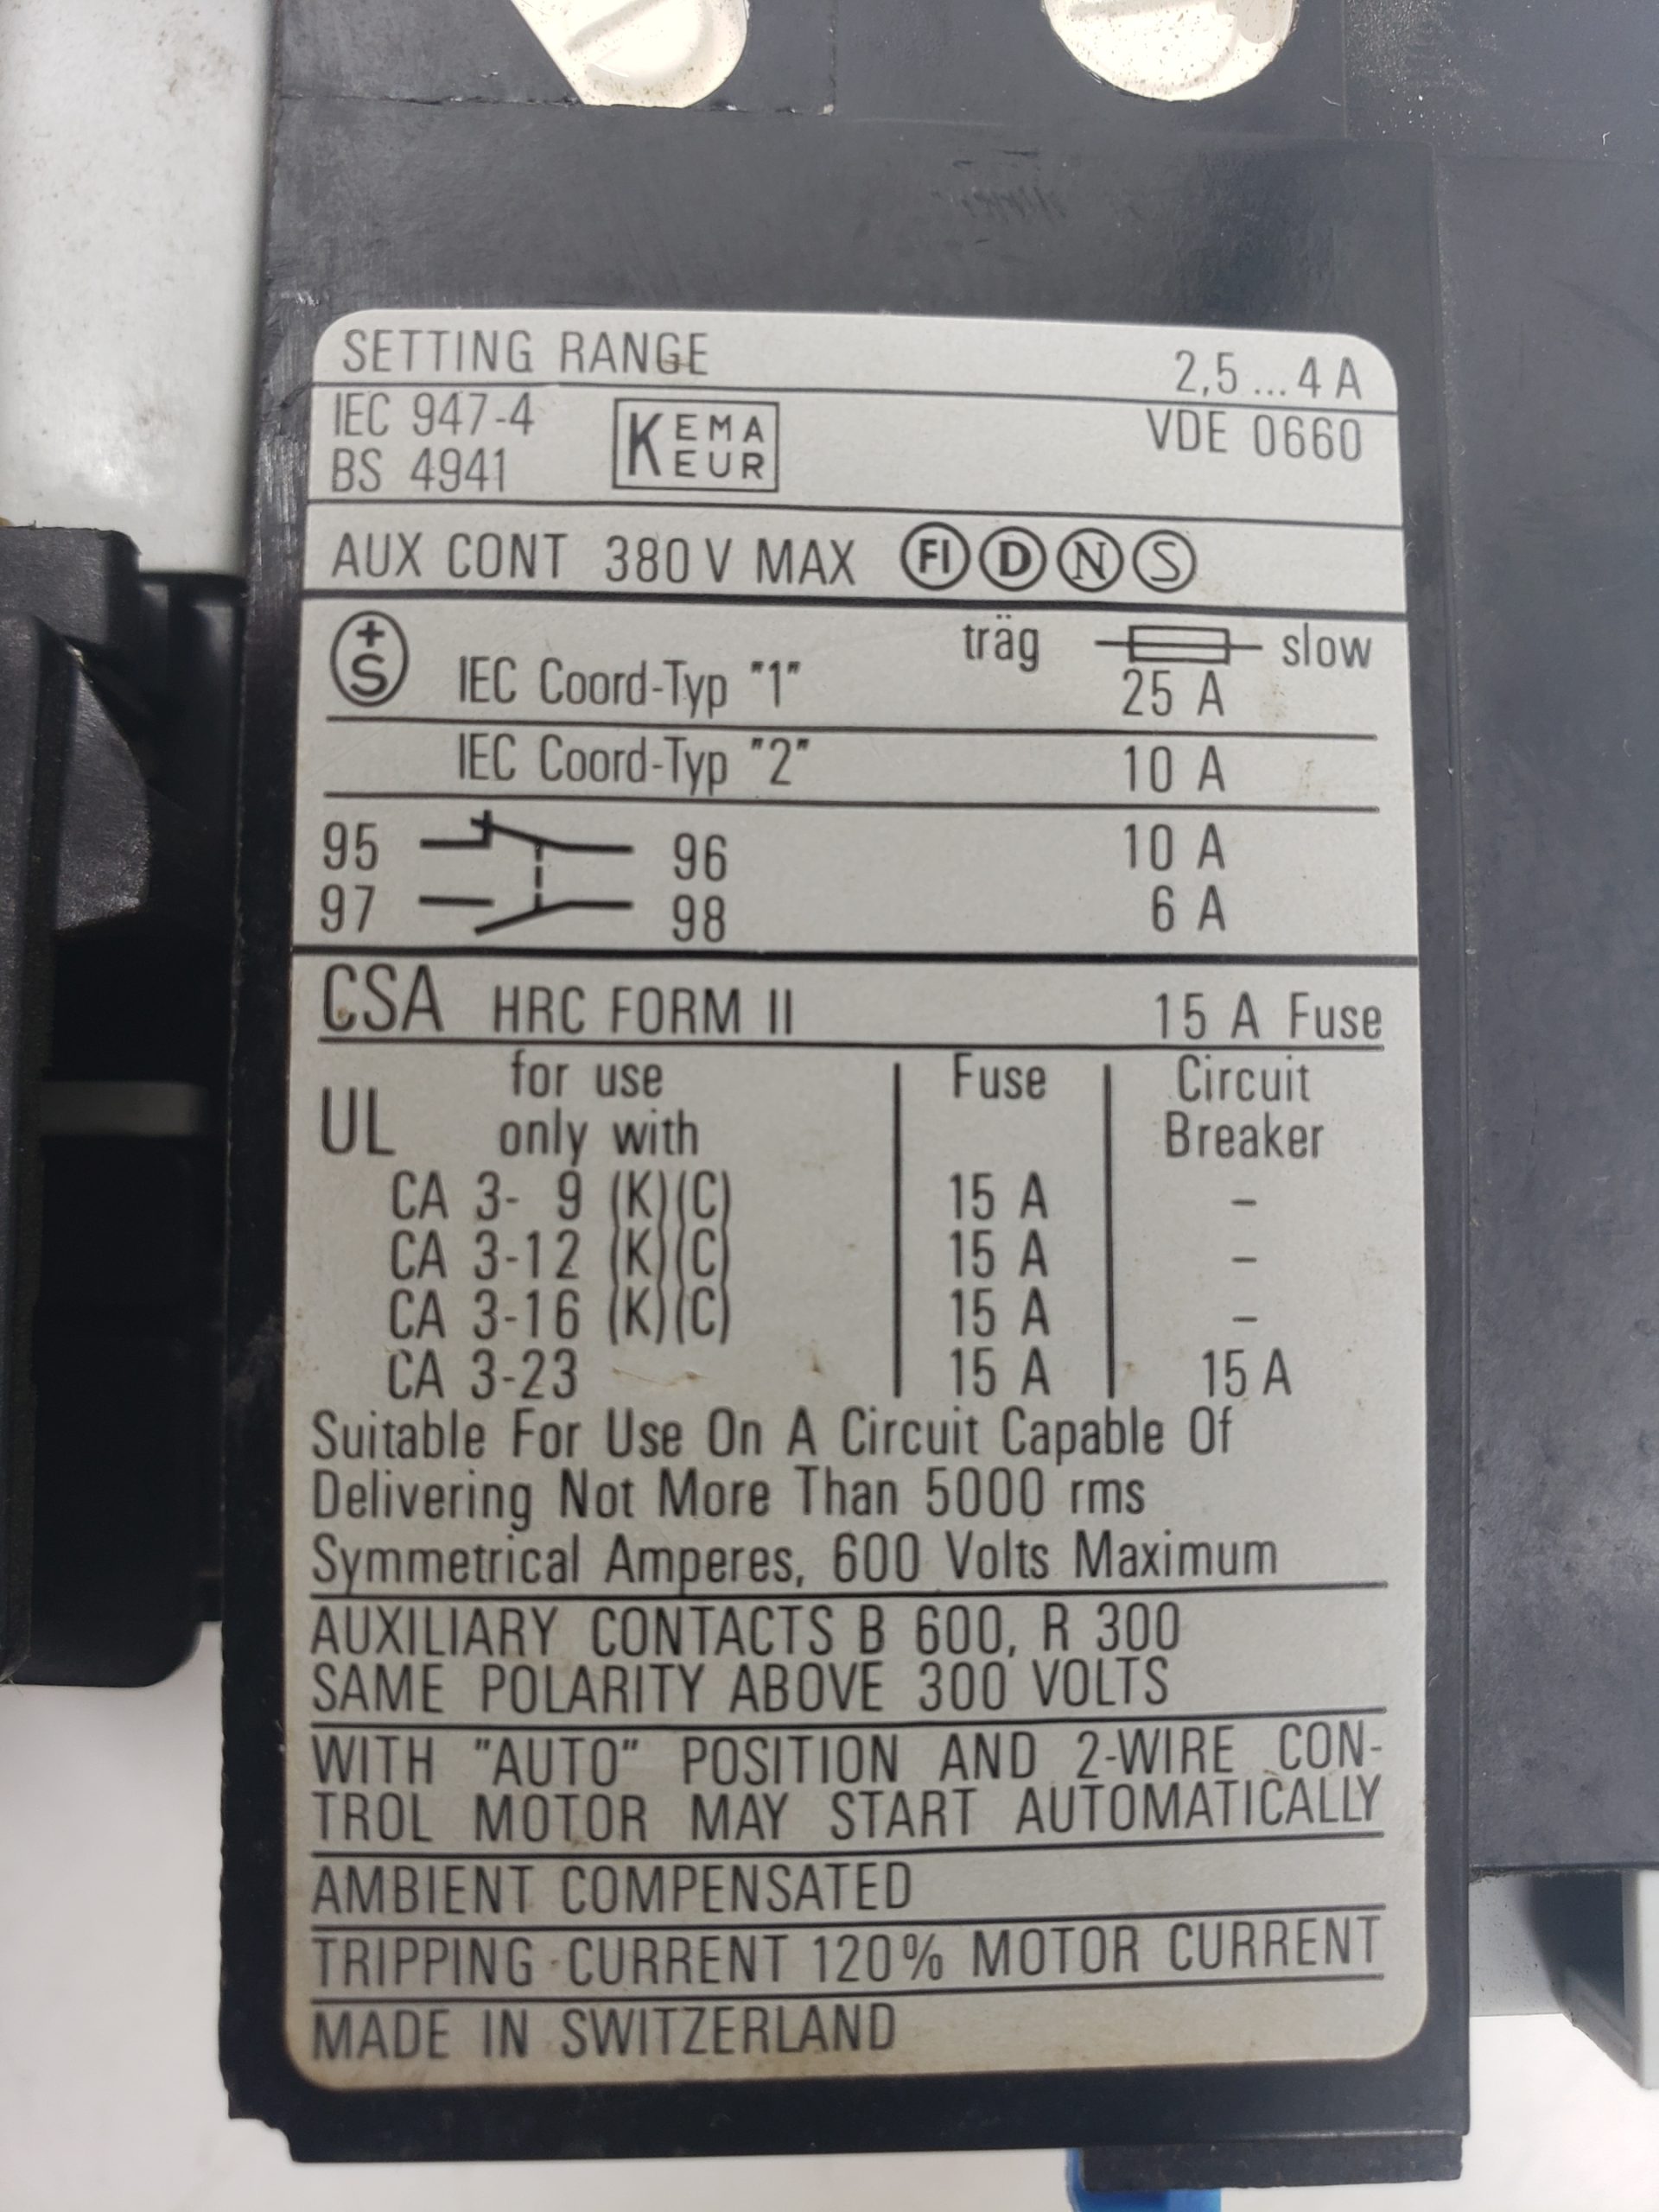 SETTING RANGE 2,5 ... 4 A
IEC 947-4 KEMA VDE 0660
BS 4941 EUR
AUX CONT 380 V MAX FI D N S
+S träg slow
IEC Coord-Typ "1" 25 A
IEC Coord-Typ "2" 10 A
95 96 10 A
97 98 6 A
CSA HRC FORM II 15 A Fuse
UL for use only with Fuse Circuit Breaker
CA 3- 9 (K)(C) 15 A –
CA 3-12 (K)(C) 15 A –
CA 3-16 (K)(C) 15 A –
CA 3-23 15 A 15 A
Suitable For Use On A Circuit Capable Of
Delivering Not More Than 5000 rms
Symmetrical Amperes, 600 Volts Maximum
AUXILIARY CONTACTS B 600, R 300
SAME POLARITY ABOVE 300 VOLTS
WITH "AUTO" POSITION AND 2-WIRE CON-
TROL MOTOR MAY START AUTOMATICALLY
AMBIENT COMPENSATED
TRIPPING CURRENT 120% MOTOR CURRENT
MADE IN SWITZERLAND